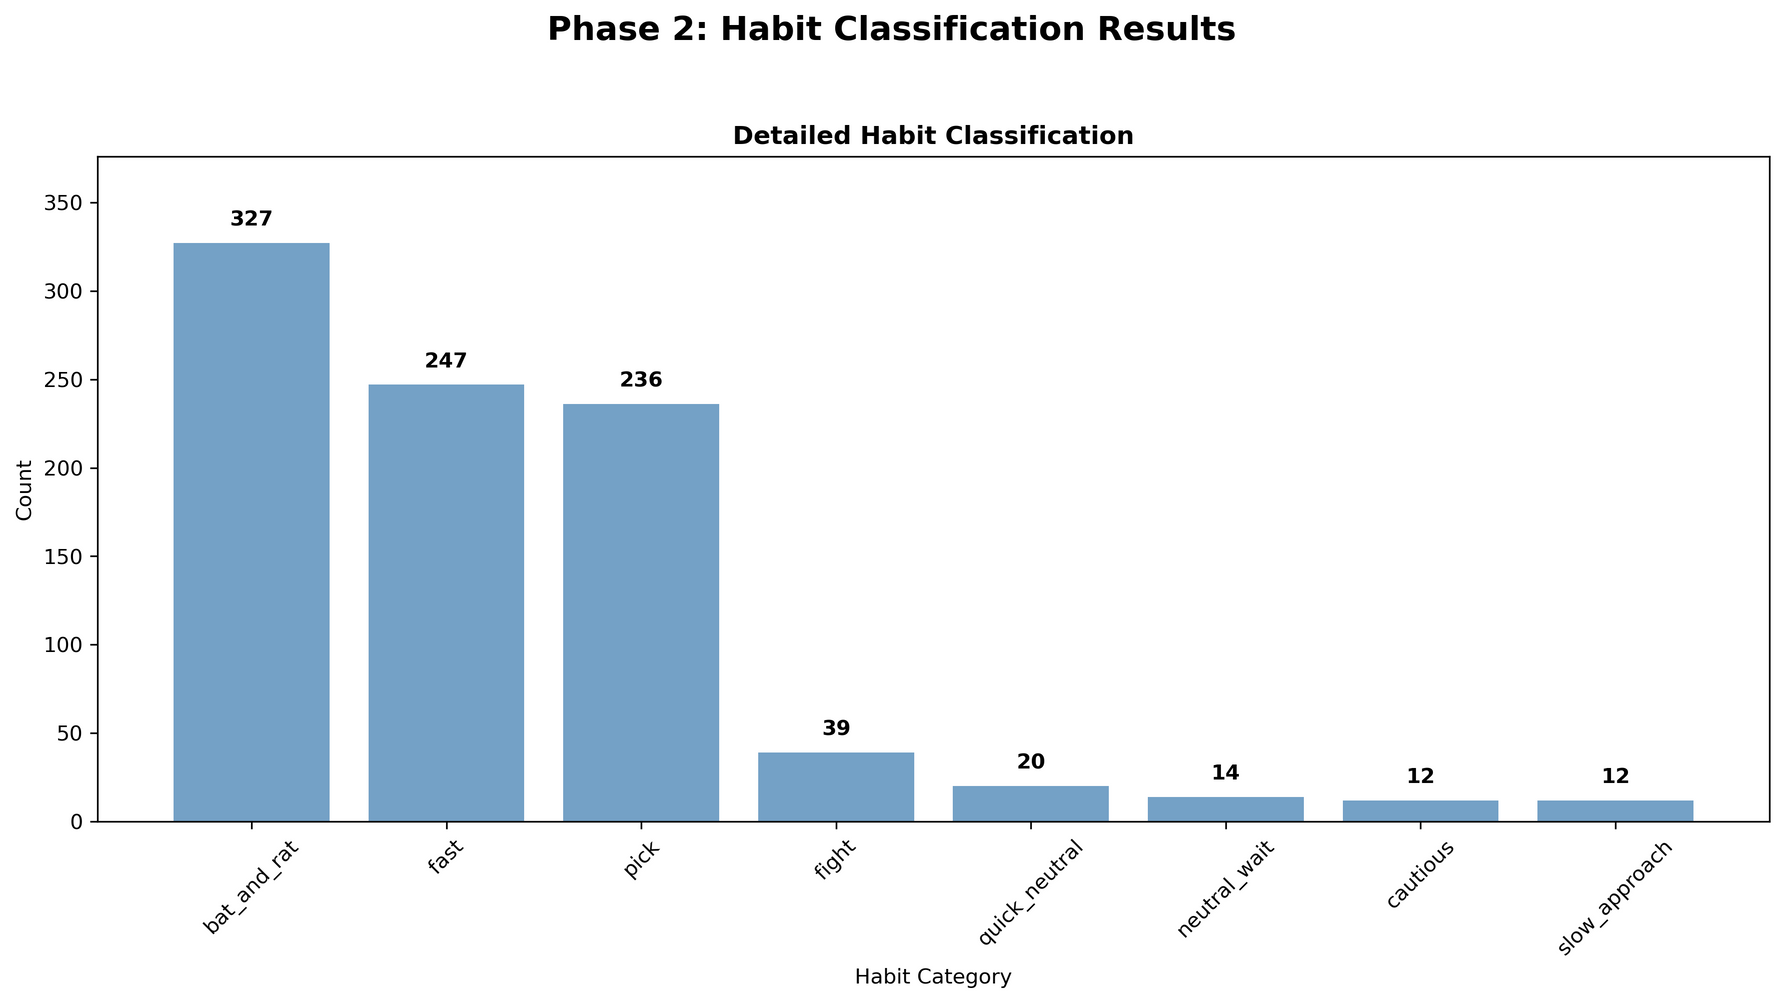 Phase 2: Habit Classification Results
Detailed Habit Classification
350
300
250
200
150
100
50
0
Count
327
247
236
39
20
14
12
12
bat_and_rat
fast
pick
fight
quick_neutral
neutral_wait
cautious
slow_approach
Habit Category